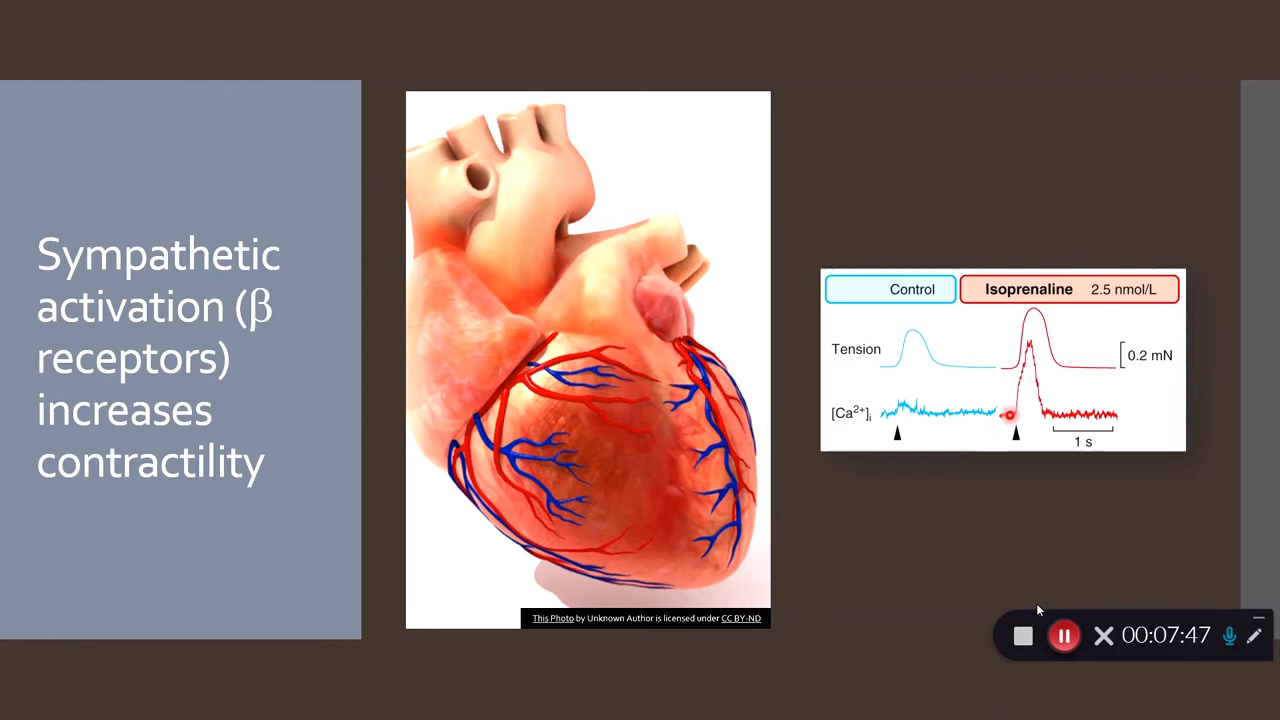 Sympathetic
activation (β
receptors)
increases
contractility
This Photo by Unknown Author is licensed under CC BY-ND
Control
Isoprenaline 2.5 nmol/L
Tension
0.2 mN
[Ca²⁺]ᵢ
1 s
00:07:47